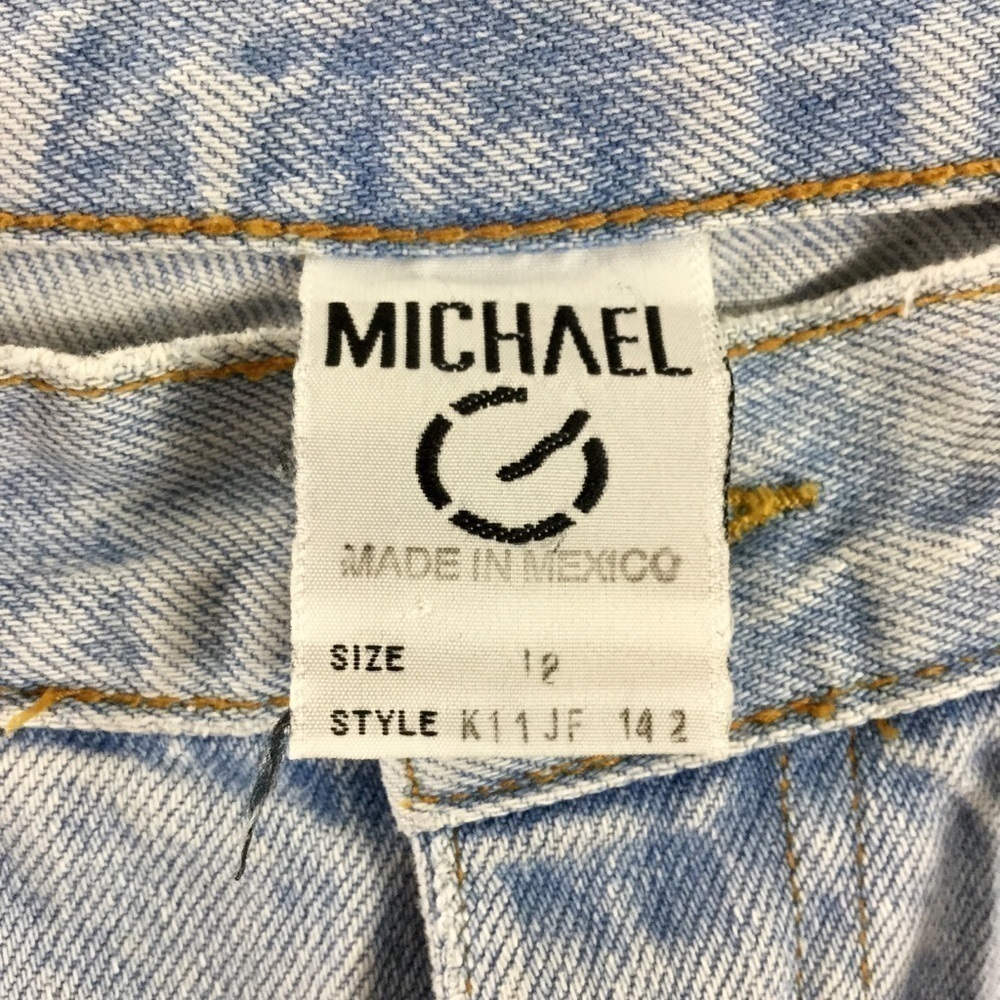 MICHAEL
MADE IN MEXICO
SIZE 12
STYLE K11JF 142